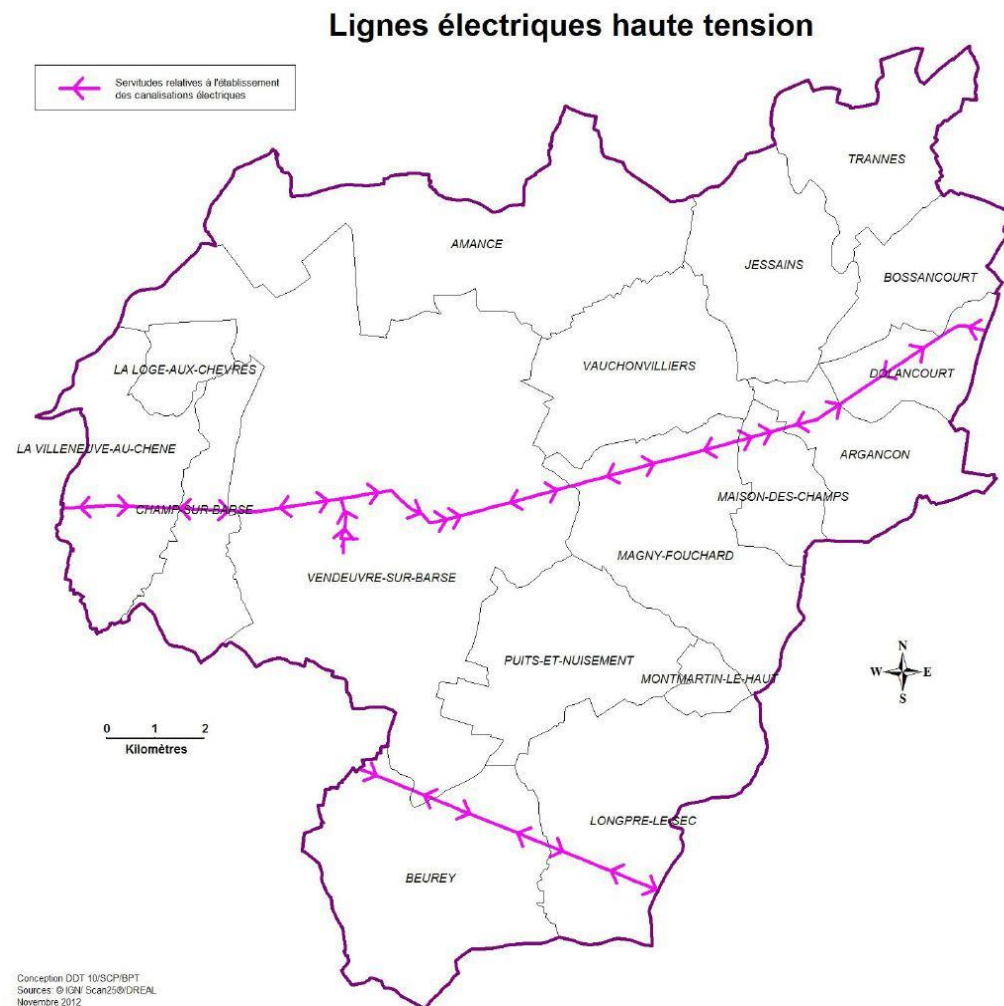 Lignes électriques haute tension
Servitudes relatives à l'établissement
des canalisations électriques
TRANNES
AMANCE
JESSAINS
BOSSANCOURT
LA LOGE-AUX-CHEVRES
VAUCHONVILLIERS
DOLANCOURT
LA VILLENEUVE-AU-CHENE
ARGANCON
MAISON-DES-CHAMPS
CHAMP-SUR-BARSE
MAGNY-FOUCHARD
VENDEUVRE-SUR-BARSE
PUITS-ET-NUISEMENT
MONTMARTIN-LE-HAUT
N
W E
S
0 1 2
Kilomètres
LONGPRE-LE-SEC
BEUREY
Conception DDT 10/SCP/BPT
Sources: © IGN/ Scan25®/DREAL
Novembre 2012